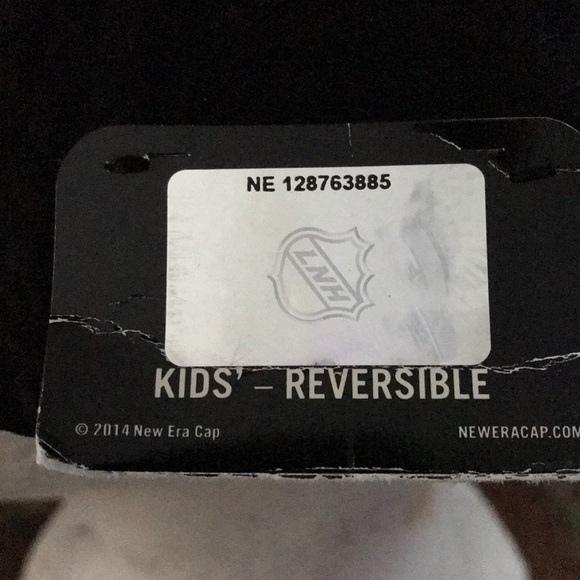 NE 128763885
LNH
KIDS' – REVERSIBLE
© 2014 New Era Cap
NEWERACAP.COM